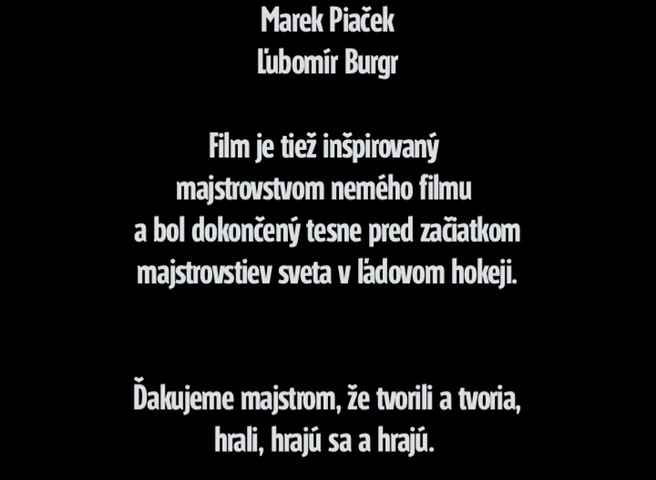 Marek Piaček
Ľubomír Burgr
Film je tiež inšpirovaný
majstrovstvom nemého filmu
a bol dokončený tesne pred začiatkom
majstrovstiev sveta v ľádovom hokeji.
Ďakujeme majstrom, že tvorili a tvoria,
hrali, hrajú sa a hrajú.